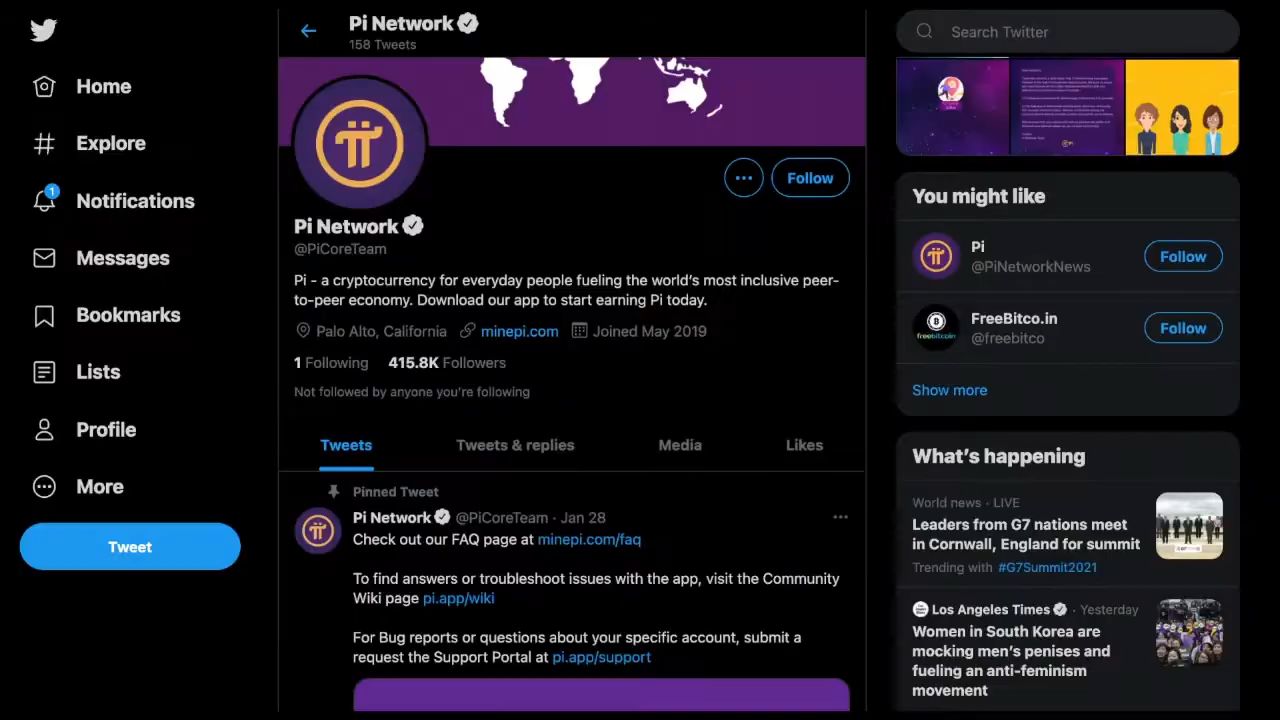 Home
Explore
1
Notifications
Messages
Bookmarks
Lists
Profile
More
Tweet
Pi Network
158 Tweets
Follow
Pi Network
@PiCoreTeam
Pi - a cryptocurrency for everyday people fueling the world's most inclusive peer-
to-peer economy. Download our app to start earning Pi today.
Palo Alto, California minepi.com Joined May 2019
1 Following 415.8K Followers
Not followed by anyone you're following
Tweets Tweets & replies Media Likes
Pinned Tweet
Pi Network @PiCoreTeam · Jan 28
Check out our FAQ page at minepi.com/faq
To find answers or troubleshoot issues with the app, visit the Community
Wiki page pi.app/wiki
For Bug reports or questions about your specific account, submit a
request the Support Portal at pi.app/support
Search Twitter
You might like
Pi
@PiNetworkNews
Follow
FreeBitco.in
@freebitco
Follow
freebitcoin
Show more
What's happening
World news · LIVE
Leaders from G7 nations meet
in Cornwall, England for summit
Trending with #G7Summit2021
Los Angeles Times · Yesterday
Women in South Korea are
mocking men's penises and
fueling an anti-feminism
movement